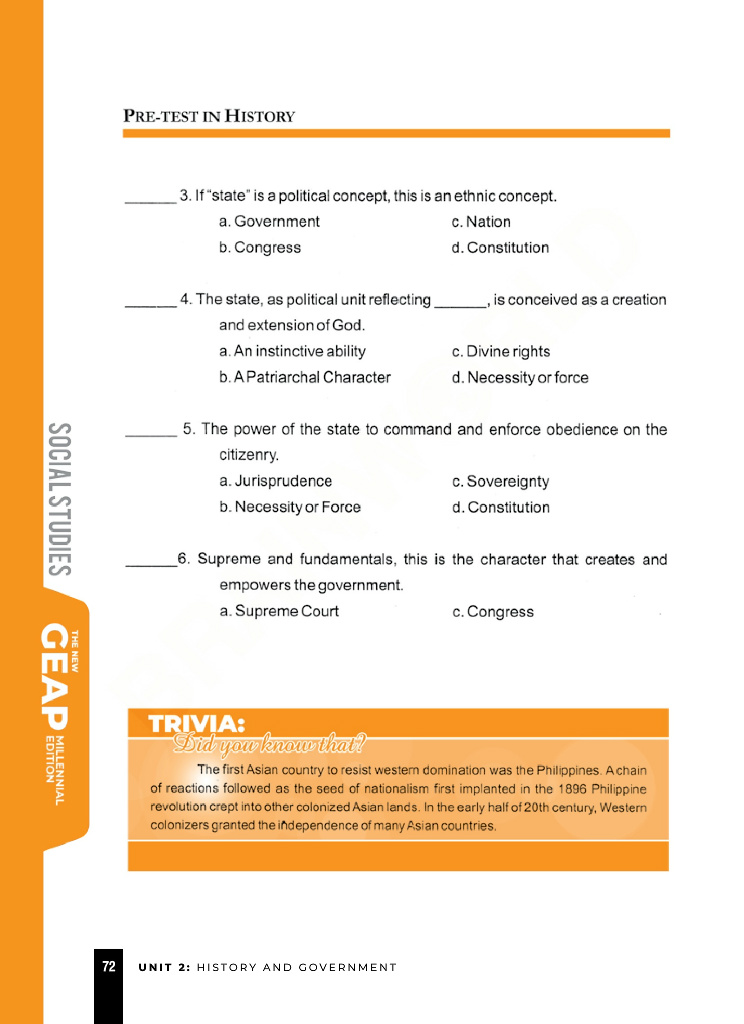 PRE-TEST IN HISTORY
______ 3. If "state" is a political concept, this is an ethnic concept.
a. Government c. Nation
b. Congress d. Constitution
______ 4. The state, as political unit reflecting ______, is conceived as a creation
and extension of God.
a. An instinctive ability c. Divine rights
b. A Patriarchal Character d. Necessity or force
______ 5. The power of the state to command and enforce obedience on the
citizenry.
a. Jurisprudence c. Sovereignty
b. Necessity or Force d. Constitution
______6. Supreme and fundamentals, this is the character that creates and
empowers the government.
a. Supreme Court c. Congress
SOCIAL STUDIES
THE NEW
GEAP
MILLENNIAL
EDITION
TRIVIA:
Did you know that?
The first Asian country to resist western domination was the Philippines. A chain
of reactions followed as the seed of nationalism first implanted in the 1896 Philippine
revolution crept into other colonized Asian lands. In the early half of 20th century, Western
colonizers granted the independence of many Asian countries.
72 UNIT 2: HISTORY AND GOVERNMENT